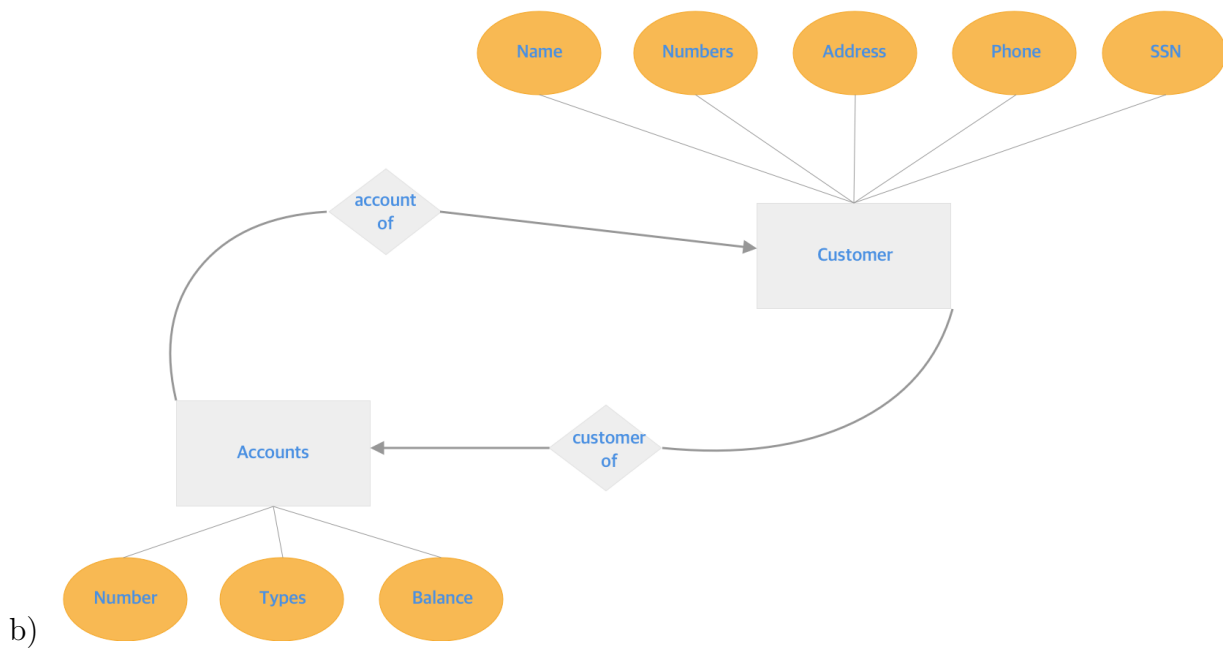 Name
Numbers
Address
Phone
SSN
account
of
Customer
Accounts
customer
of
Number
Types
Balance
b)